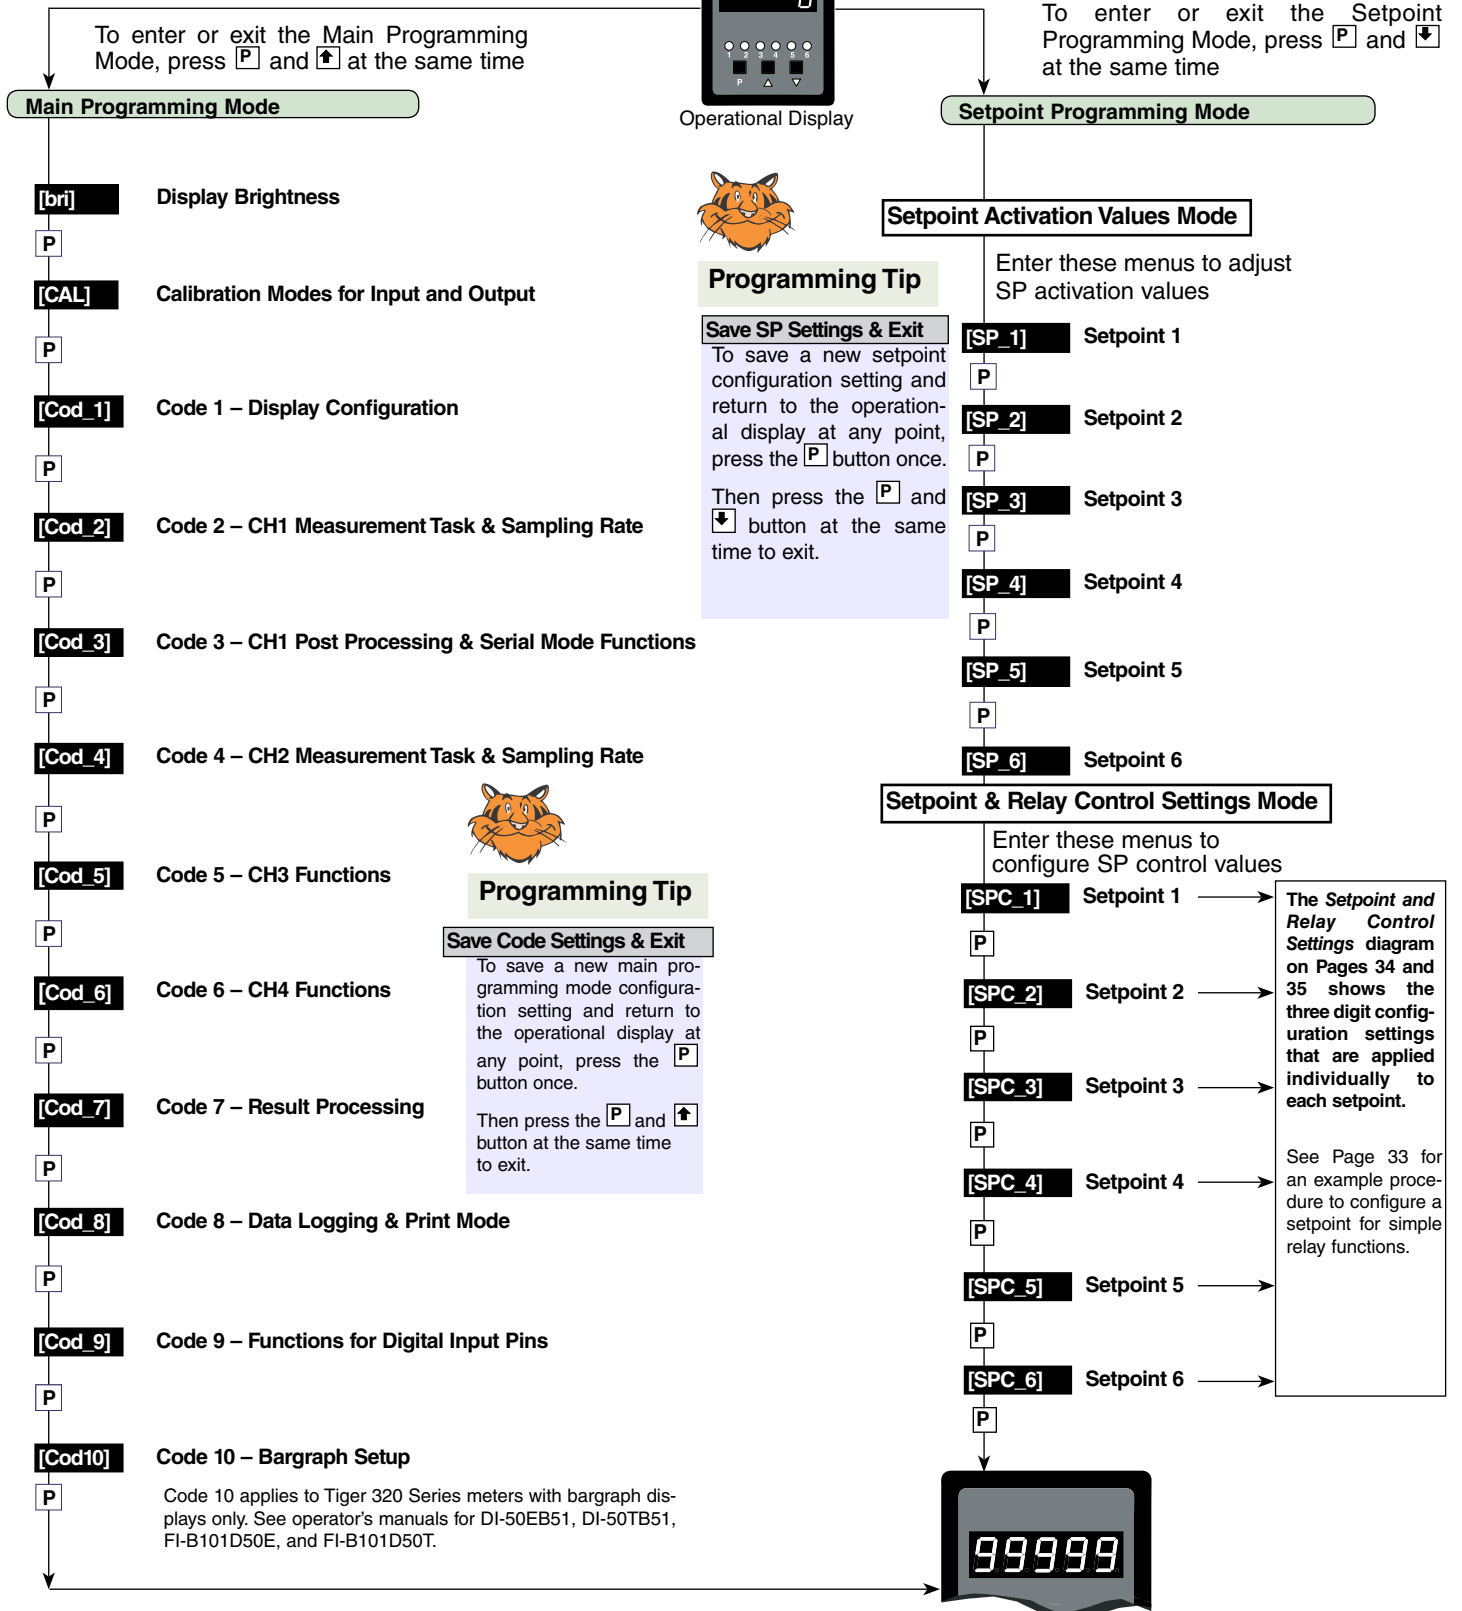 To enter or exit the Main Programming
Mode, press P and at the same time
Main Programming Mode
0
1 2 3 4 5 6
P
Operational Display
To enter or exit the Setpoint
Programming Mode, press P and
at the same time
Setpoint Programming Mode
[bri] Display Brightness
P
[CAL] Calibration Modes for Input and Output
P
[Cod_1] Code 1 – Display Configuration
P
[Cod_2] Code 2 – CH1 Measurement Task & Sampling Rate
P
[Cod_3] Code 3 – CH1 Post Processing & Serial Mode Functions
P
[Cod_4] Code 4 – CH2 Measurement Task & Sampling Rate
P
[Cod_5] Code 5 – CH3 Functions
P
[Cod_6] Code 6 – CH4 Functions
P
[Cod_7] Code 7 – Result Processing
P
[Cod_8] Code 8 – Data Logging & Print Mode
P
[Cod_9] Code 9 – Functions for Digital Input Pins
P
[Cod10] Code 10 – Bargraph Setup
P
Code 10 applies to Tiger 320 Series meters with bargraph dis-
plays only. See operator's manuals for DI-50EB51, DI-50TB51,
FI-B101D50E, and FI-B101D50T.
Programming Tip
Save SP Settings & Exit
To save a new setpoint
configuration setting and
return to the operation-
al display at any point,
press the P button once.
Then press the P and
button at the same
time to exit.
Programming Tip
Save Code Settings & Exit
To save a new main pro-
gramming mode configura-
tion setting and return to
the operational display at
any point, press the P
button once.
Then press the P and
button at the same time
to exit.
Setpoint Activation Values Mode
Enter these menus to adjust
SP activation values
[SP_1] Setpoint 1
P
[SP_2] Setpoint 2
P
[SP_3] Setpoint 3
P
[SP_4] Setpoint 4
P
[SP_5] Setpoint 5
P
[SP_6] Setpoint 6
Setpoint & Relay Control Settings Mode
Enter these menus to
configure SP control values
[SPC_1] Setpoint 1
P
[SPC_2] Setpoint 2
P
[SPC_3] Setpoint 3
P
[SPC_4] Setpoint 4
P
[SPC_5] Setpoint 5
P
[SPC_6] Setpoint 6
P
The Setpoint and
Relay Control
Settings diagram
on Pages 34 and
35 shows the
three digit config-
uration settings
that are applied
individually to
each setpoint.
See Page 33 for
an example proce-
dure to configure a
setpoint for simple
relay functions.
99999